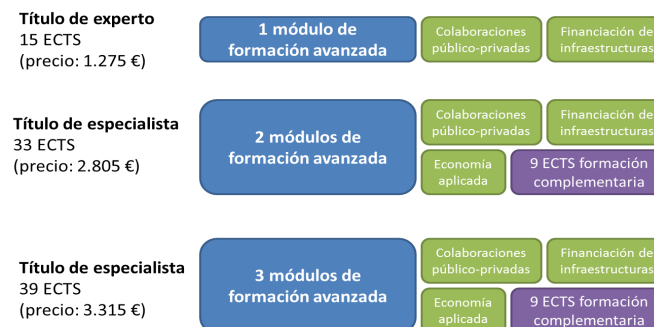 Título de experto
15 ECTS
(precio: 1.275 €)
1 módulo de
formación avanzada
Colaboraciones
público-privadas
Financiación de
infraestructuras
Título de especialista
33 ECTS
(precio: 2.805 €)
2 módulos de
formación avanzada
Colaboraciones
público-privadas
Financiación de
infraestructuras
Economía
aplicada
9 ECTS formación
complementaria
Título de especialista
39 ECTS
(precio: 3.315 €)
3 módulos de
formación avanzada
Colaboraciones
público-privadas
Financiación de
infraestructuras
Economía
aplicada
9 ECTS formación
complementaria